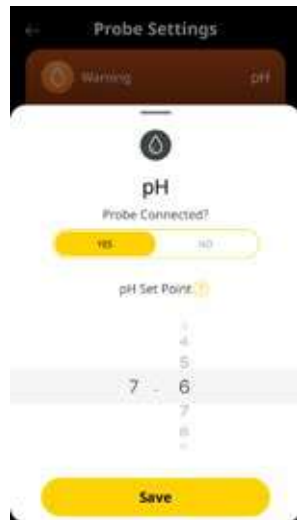 Probe Settings
Warning pH
pH
Probe Connected?
YES NO
pH Set Point
4
5
7 . 6
7
8
Save